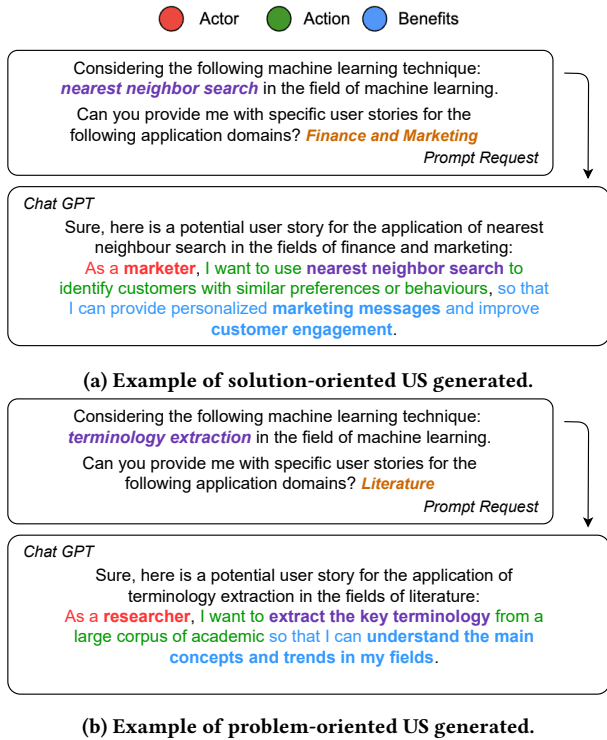 Actor Action Benefits
Considering the following machine learning technique:
nearest neighbor search in the field of machine learning.
Can you provide me with specific user stories for the
following application domains? Finance and Marketing
Prompt Request
Chat GPT
Sure, here is a potential user story for the application of nearest
neighbour search in the fields of finance and marketing:
As a marketer, I want to use nearest neighbor search to
identify customers with similar preferences or behaviours, so that
I can provide personalized marketing messages and improve
customer engagement.
(a) Example of solution-oriented US generated.
Considering the following machine learning technique:
terminology extraction in the field of machine learning.
Can you provide me with specific user stories for the
following application domains? Literature
Prompt Request
Chat GPT
Sure, here is a potential user story for the application of
terminology extraction in the fields of literature:
As a researcher, I want to extract the key terminology from a
large corpus of academic so that I can understand the main
concepts and trends in my fields.
(b) Example of problem-oriented US generated.